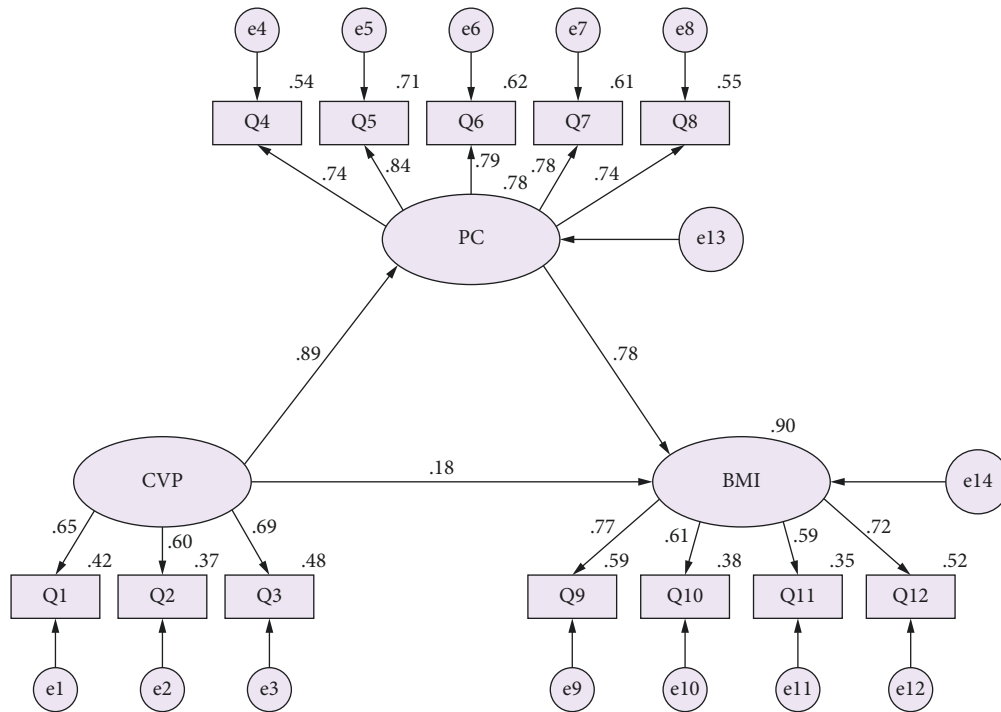 e4 e5 e6 e7 e8
.54 .71 .62 .61 .55
Q4 Q5 Q6 Q7 Q8
.74 .84 .79 .78 .74
.78
PC e13
.89 .78
.90
CVP .18 BMI e14
.65 .60 .69 .77 .61 .59 .72
.42 .37 .48 .59 .38 .35 .52
Q1 Q2 Q3 Q9 Q10 Q11 Q12
e1 e2 e3 e9 e10 e11 e12